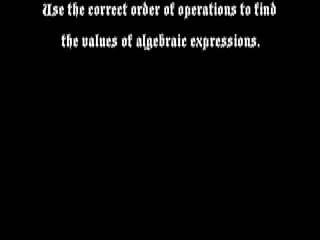 Use the correct order of operations to find
the values of algebraic expressions.